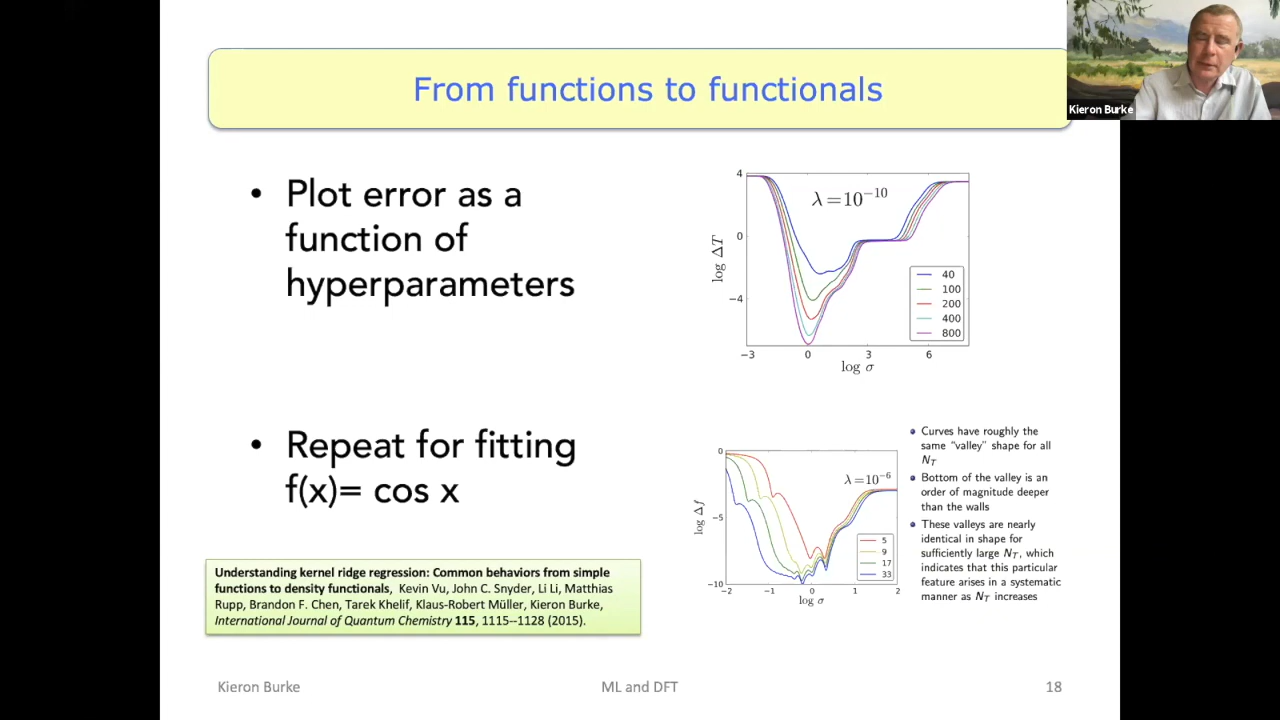 From functions to functionals
Kieron Burke
• Plot error as a
function of
hyperparameters
4
0
−4
log ΔT
λ=10⁻¹⁰
40
100
200
400
800
−3
0
3
6
log σ
• Repeat for fitting
f(x)= cos x
0
−5
−10
log Δf
λ=10⁻⁶
5
9
17
33
−2
−1
0
1
2
log σ
Curves have roughly the
same “valley” shape for all
N_T
Bottom of the valley is an
order of magnitude deeper
than the walls
These valleys are nearly
identical in shape for
sufficiently large N_T, which
indicates that this particular
feature arises in a systematic
manner as N_T increases
Understanding kernel ridge regression: Common behaviors from simple
functions to density functionals, Kevin Vu, John C. Snyder, Li Li, Matthias
Rupp, Brandon F. Chen, Tarek Khelif, Klaus-Robert Müller, Kieron Burke,
International Journal of Quantum Chemistry 115, 1115--1128 (2015).
Kieron Burke
ML and DFT
18